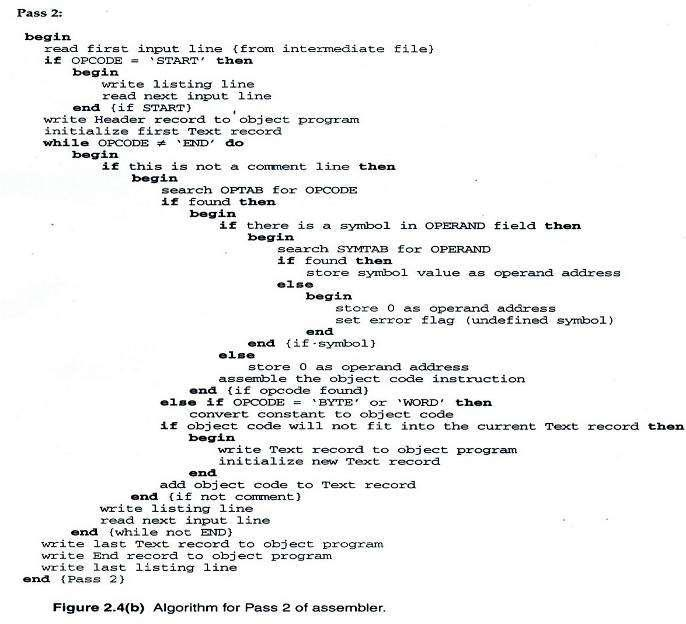 Pass 2:
begin
read first input line {from intermediate file}
if OPCODE = 'START' then
begin
write listing line
read next input line
end {if START}
write Header record to object program
initialize first Text record
while OPCODE ≠ 'END' do
begin
if this is not a comment line then
begin
search OPTAB for OPCODE
if found then
begin
if there is a symbol in OPERAND field then
begin
search SYMTAB for OPERAND
if found then
store symbol value as operand address
else
begin
store 0 as operand address
set error flag (undefined symbol)
end
end {if symbol}
else
store 0 as operand address
assemble the object code instruction
end {if opcode found}
else if OPCODE = 'BYTE' or 'WORD' then
convert constant to object code
if object code will not fit into the current Text record then
begin
write Text record to object program
initialize new Text record
end
add object code to Text record
end {if not comment}
write listing line
read next input line
end {while not END}
write last Text record to object program
write End record to object program
write last listing line
end {Pass 2}
Figure 2.4(b) Algorithm for Pass 2 of assembler.